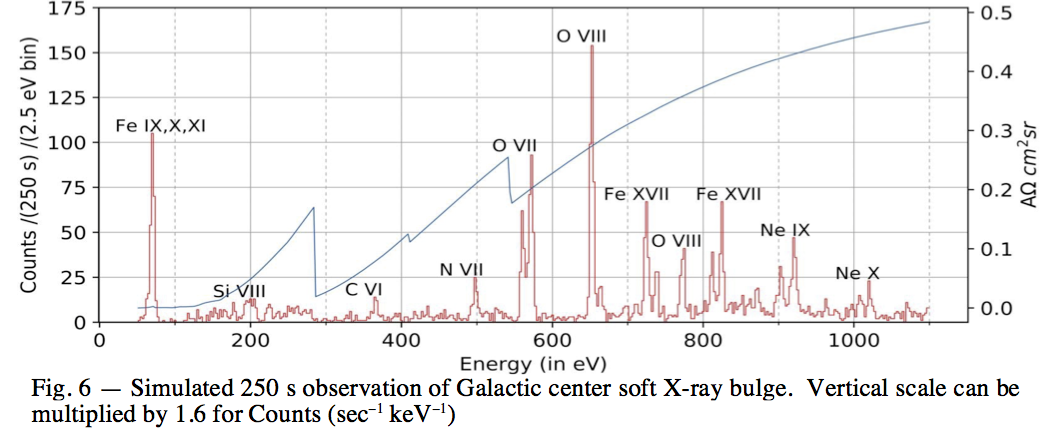 175
150
125
100
75
50
25
0
Counts /(250 s) /(2.5 eV bin)
Fe IX,X,XI
Si VIII
C VI
N VII
O VII
O VIII
Fe XVII
O VIII
Fe XVII
Ne IX
Ne X
0.5
0.4
0.3
0.2
0.1
0.0
AΩ cm²sr
0 200 400 600 800 1000
Energy (in eV)
Fig. 6 — Simulated 250 s observation of Galactic center soft X-ray bulge. Vertical scale can be
multiplied by 1.6 for Counts (sec⁻¹ keV⁻¹)